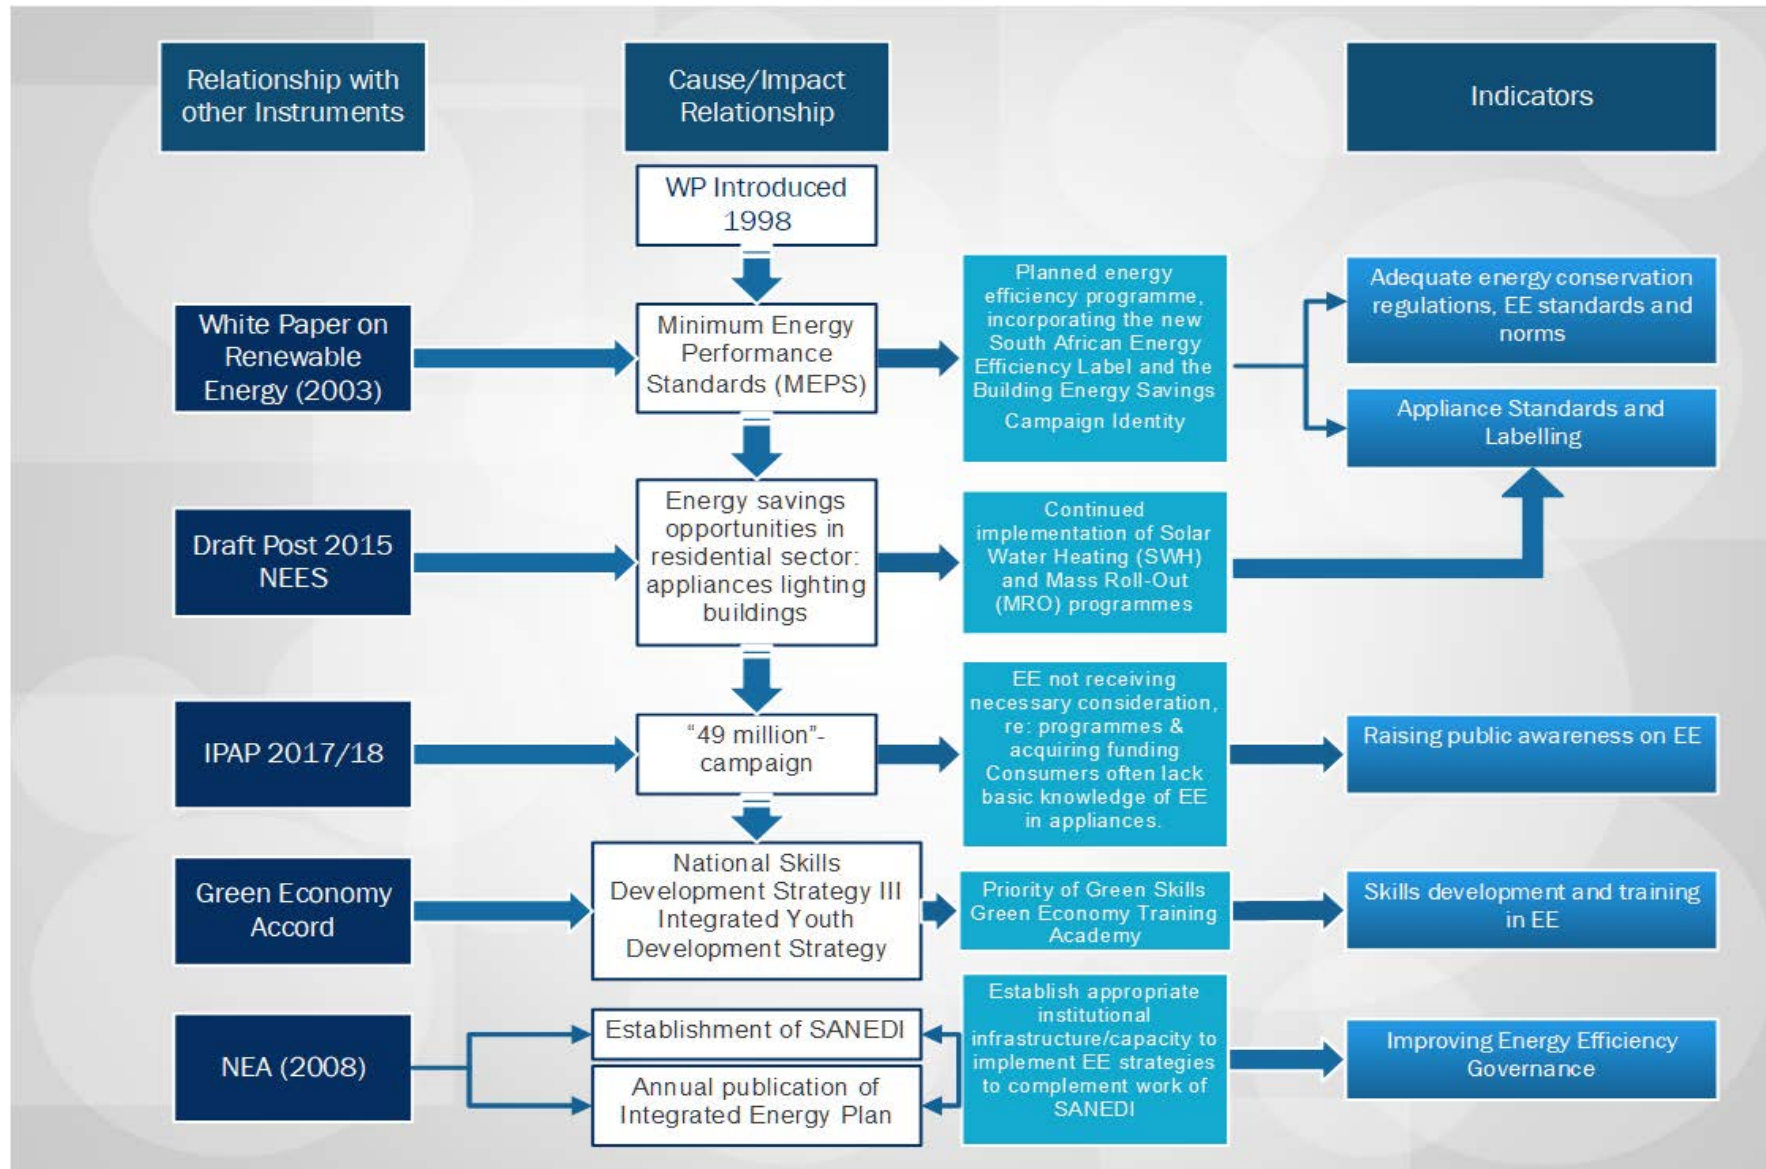 Relationship with
other Instruments
Cause/Impact
Relationship
Indicators
WP Introduced
1998
White Paper on
Renewable
Energy (2003)
Minimum Energy
Performance
Standards (MEPS)
Planned energy
efficiency programme,
incorporating the new
South African Energy
Efficiency Label and the
Building Energy Savings
Campaign Identity
Adequate energy conservation
regulations, EE standards and
norms
Appliance Standards and
Labelling
Draft Post 2015
NEES
Energy savings
opportunities in
residential sector:
appliances lighting
buildings
Continued
implementation of Solar
Water Heating (SWH)
and Mass Roll-Out
(MRO) programmes
IPAP 2017/18
“49 million”-
campaign
EE not receiving
necessary consideration,
re: programmes &
acquiring funding
Consumers often lack
basic knowledge of EE
in appliances.
Raising public awareness on EE
Green Economy
Accord
National Skills
Development Strategy III
Integrated Youth
Development Strategy
Priority of Green Skills
Green Economy Training
Academy
Skills development and training
in EE
NEA (2008)
Establishment of SANEDI
Annual publication of
Integrated Energy Plan
Establish appropriate
institutional
infrastructure/capacity to
implement EE strategies
to complement work of
SANEDI
Improving Energy Efficiency
Governance